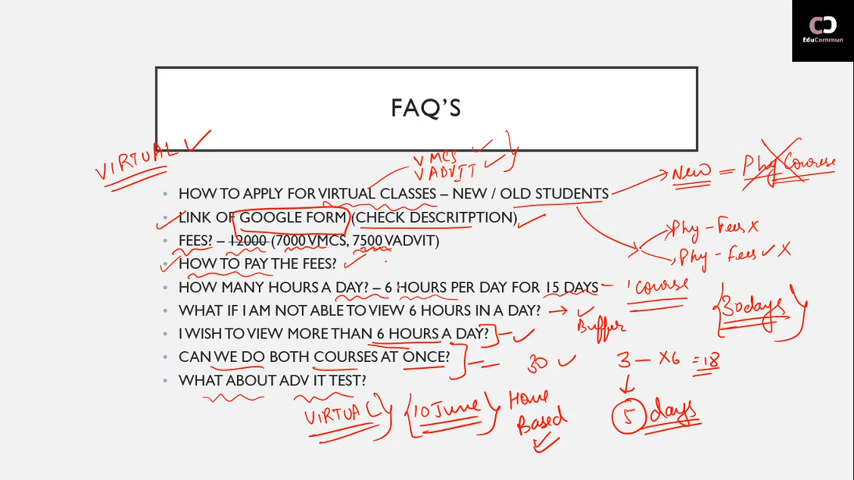 EduCommun
FAQ'S
VIRTUAL
VMCS
VADVIT
New = Phy Course
HOW TO APPLY FOR VIRTUAL CLASSES – NEW / OLD STUDENTS
LINK OF GOOGLE FORM (CHECK DESCRITPTION)
Phy - Fees X
FEES? – 12000 (7000 VMCS, 7500 VADVIT)
Phy - Fees ✓ X
HOW TO PAY THE FEES?
HOW MANY HOURS A DAY? – 6 HOURS PER DAY FOR 15 DAYS – 1 course
{30days}
WHAT IF I AM NOT ABLE TO VIEW 6 HOURS IN A DAY? → ✓
Buffer
I WISH TO VIEW MORE THAN 6 HOURS A DAY?
CAN WE DO BOTH COURSES AT ONCE? 30 ✓ 3 – X6 = 18
WHAT ABOUT ADV IT TEST?
VIRTUAL {10 June} Home Based
5 days